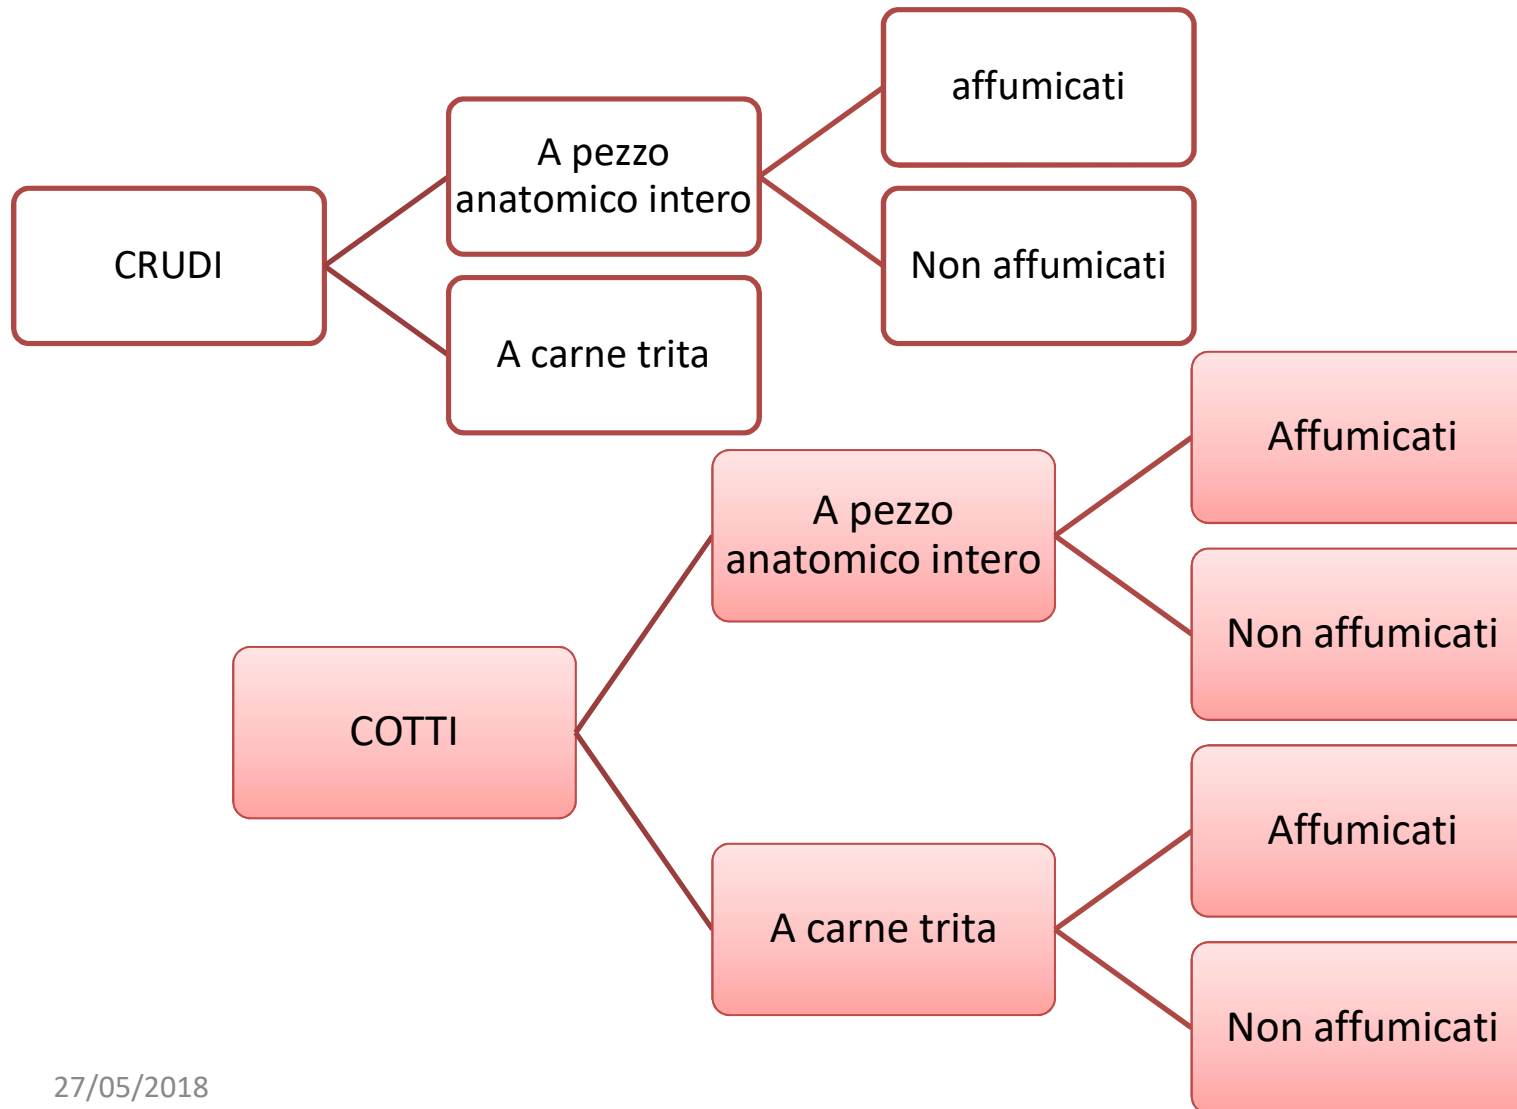 affumicati
A pezzo
anatomico intero
CRUDI
Non affumicati
A carne trita
Affumicati
A pezzo
anatomico intero
Non affumicati
COTTI
Affumicati
A carne trita
Non affumicati
27/05/2018